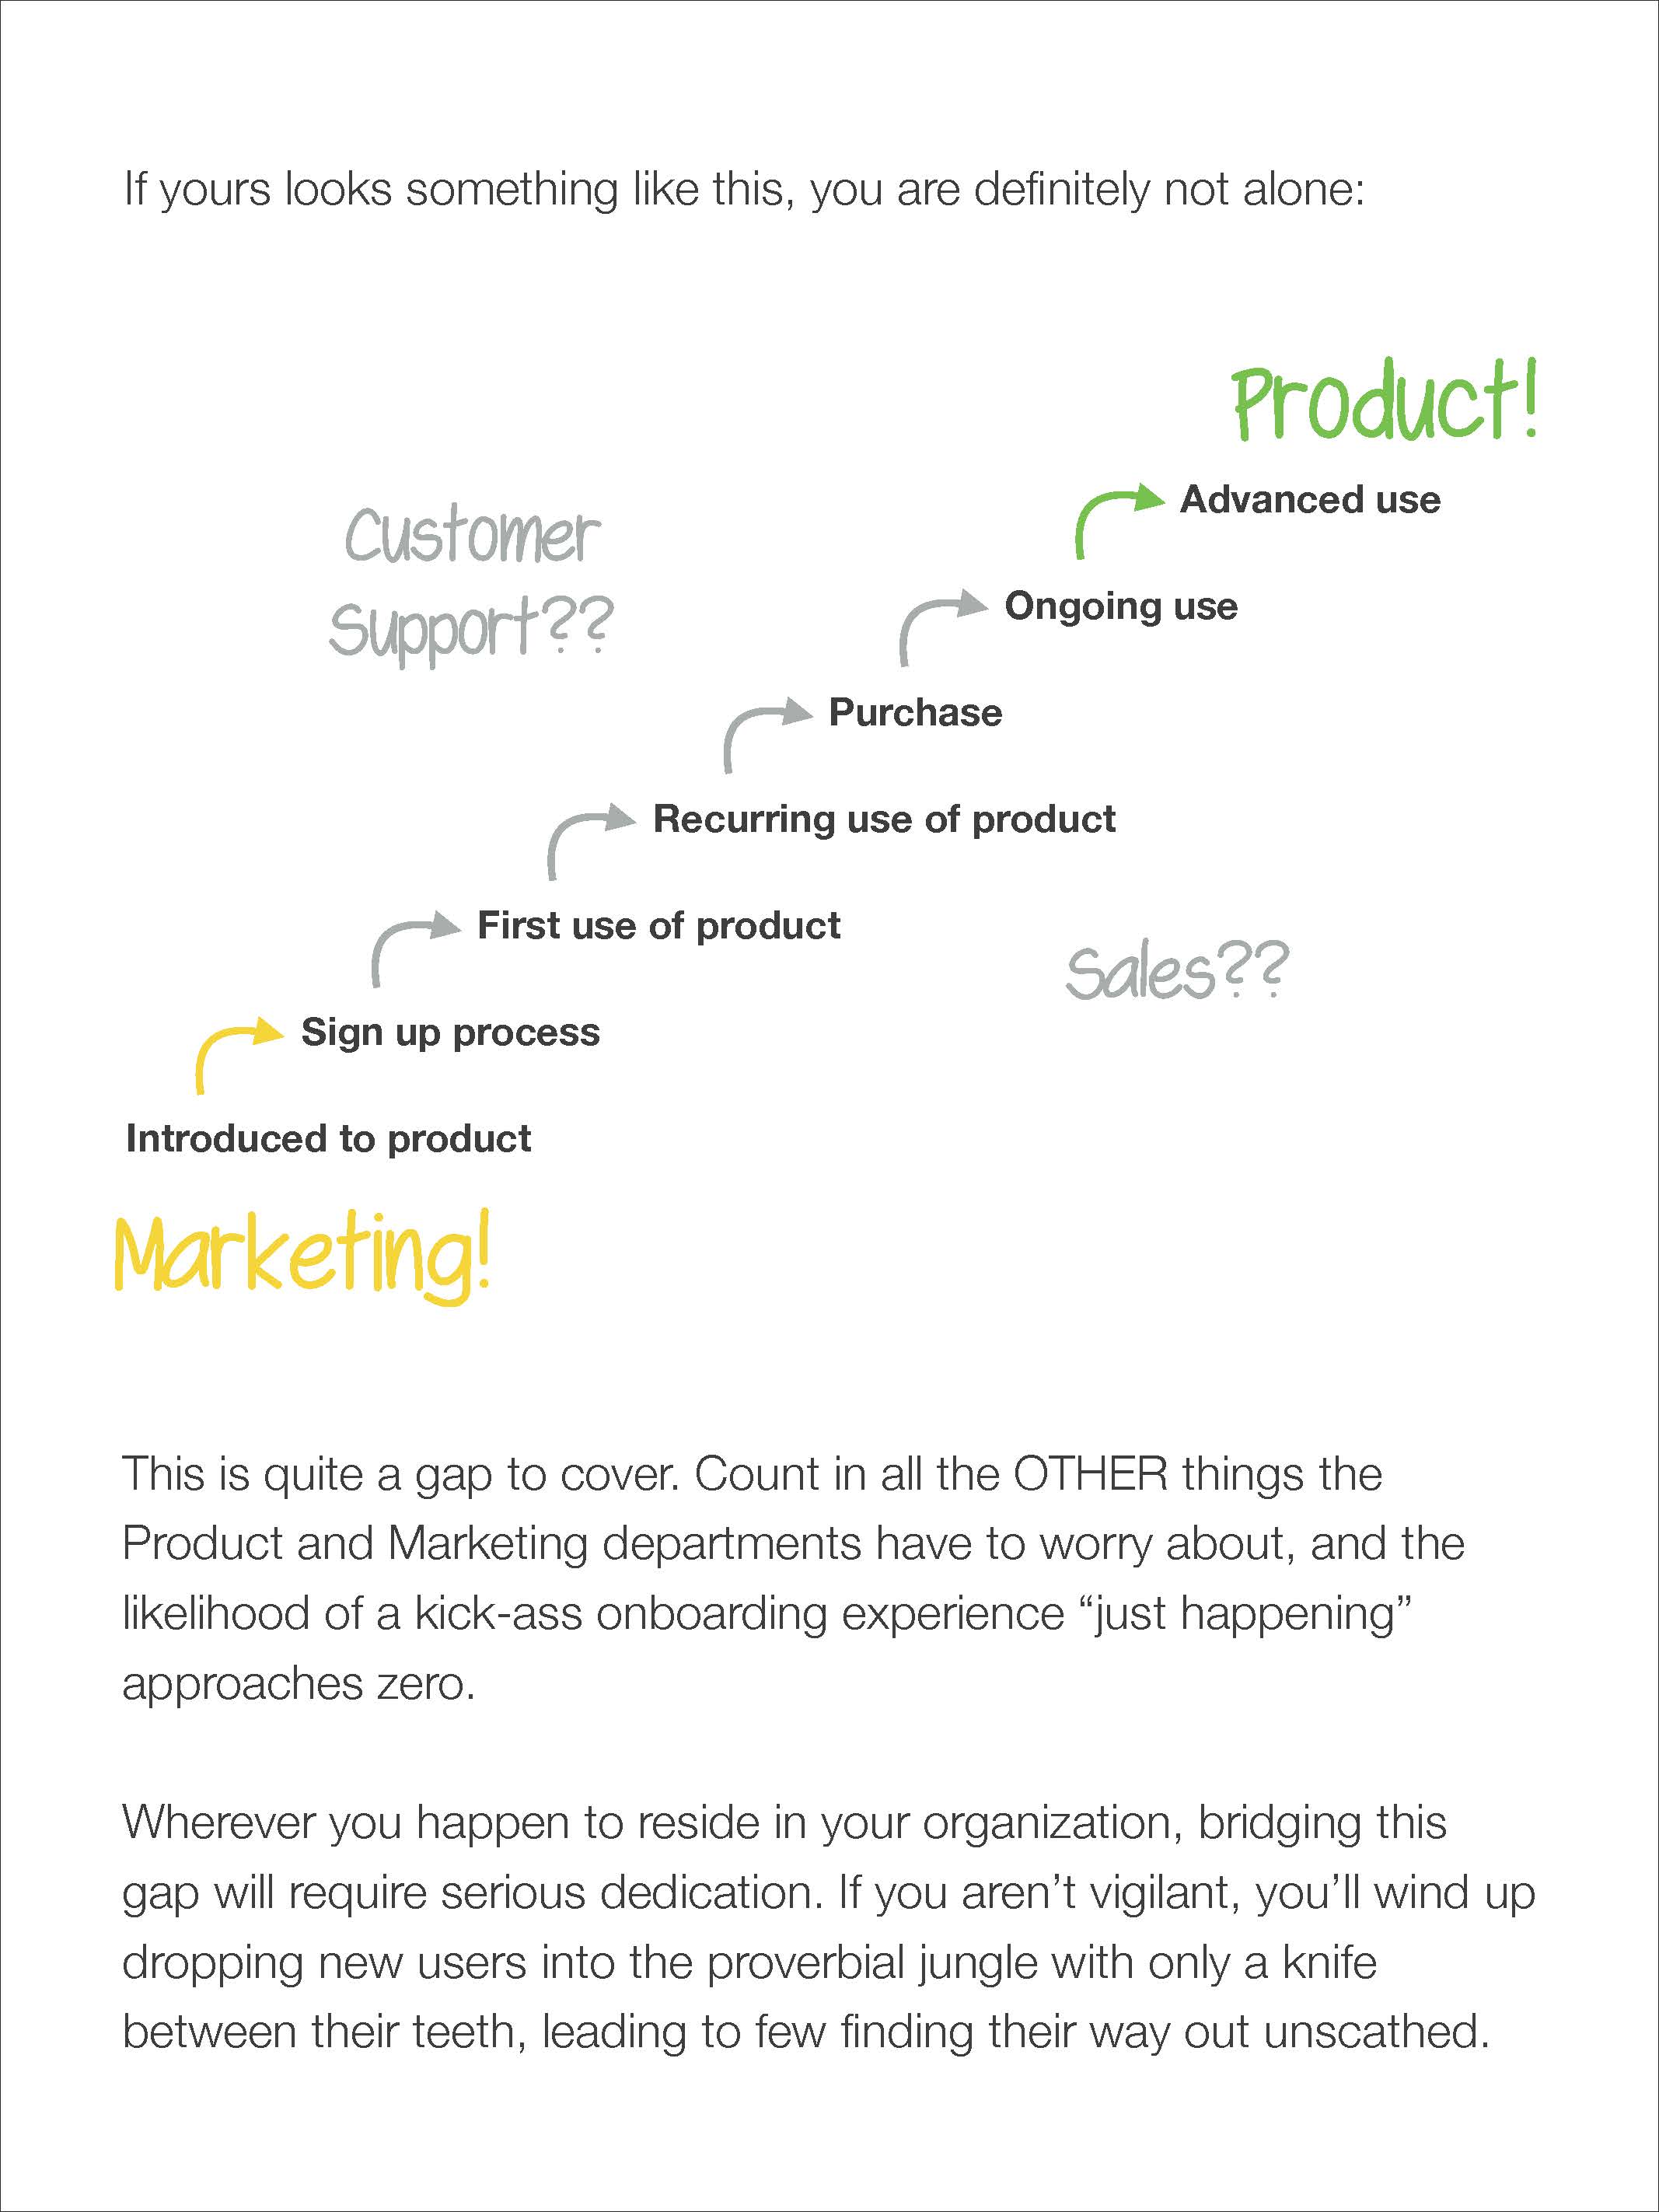 If yours looks something like this, you are definitely not alone:
Product!
Advanced use
Customer
Support??
Ongoing use
Purchase
Recurring use of product
First use of product
Sales??
Sign up process
Introduced to product
Marketing!
This is quite a gap to cover. Count in all the OTHER things the
Product and Marketing departments have to worry about, and the
likelihood of a kick-ass onboarding experience “just happening”
approaches zero.
Wherever you happen to reside in your organization, bridging this
gap will require serious dedication. If you aren’t vigilant, you’ll wind up
dropping new users into the proverbial jungle with only a knife
between their teeth, leading to few finding their way out unscathed.